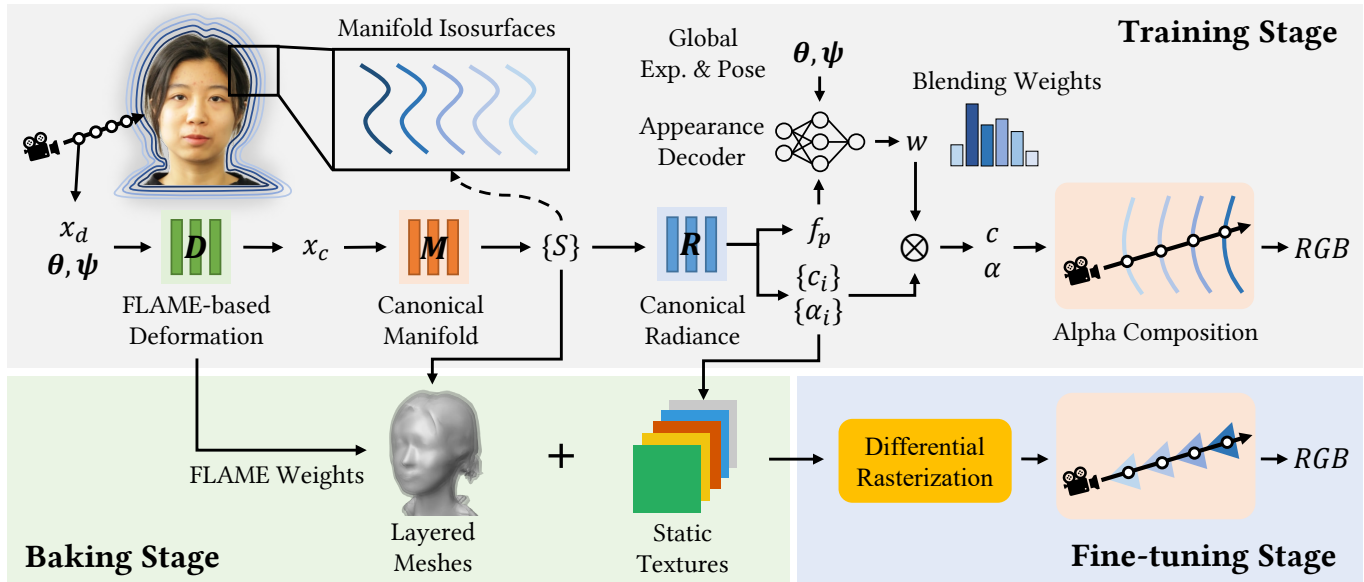 Training Stage
Manifold Isosurfaces
Global
Exp. & Pose
θ, ψ
Blending Weights
Appearance
Decoder
w
x_d
θ, ψ
D
x_c
M
{S}
R
f_p
{c_i}
{α_i}
⊗
c
α
RGB
FLAME-based
Deformation
Canonical
Manifold
Canonical
Radiance
Alpha Composition
FLAME Weights
+
Layered
Meshes
Static
Textures
Baking Stage
Differential
Rasterization
RGB
Fine-tuning Stage